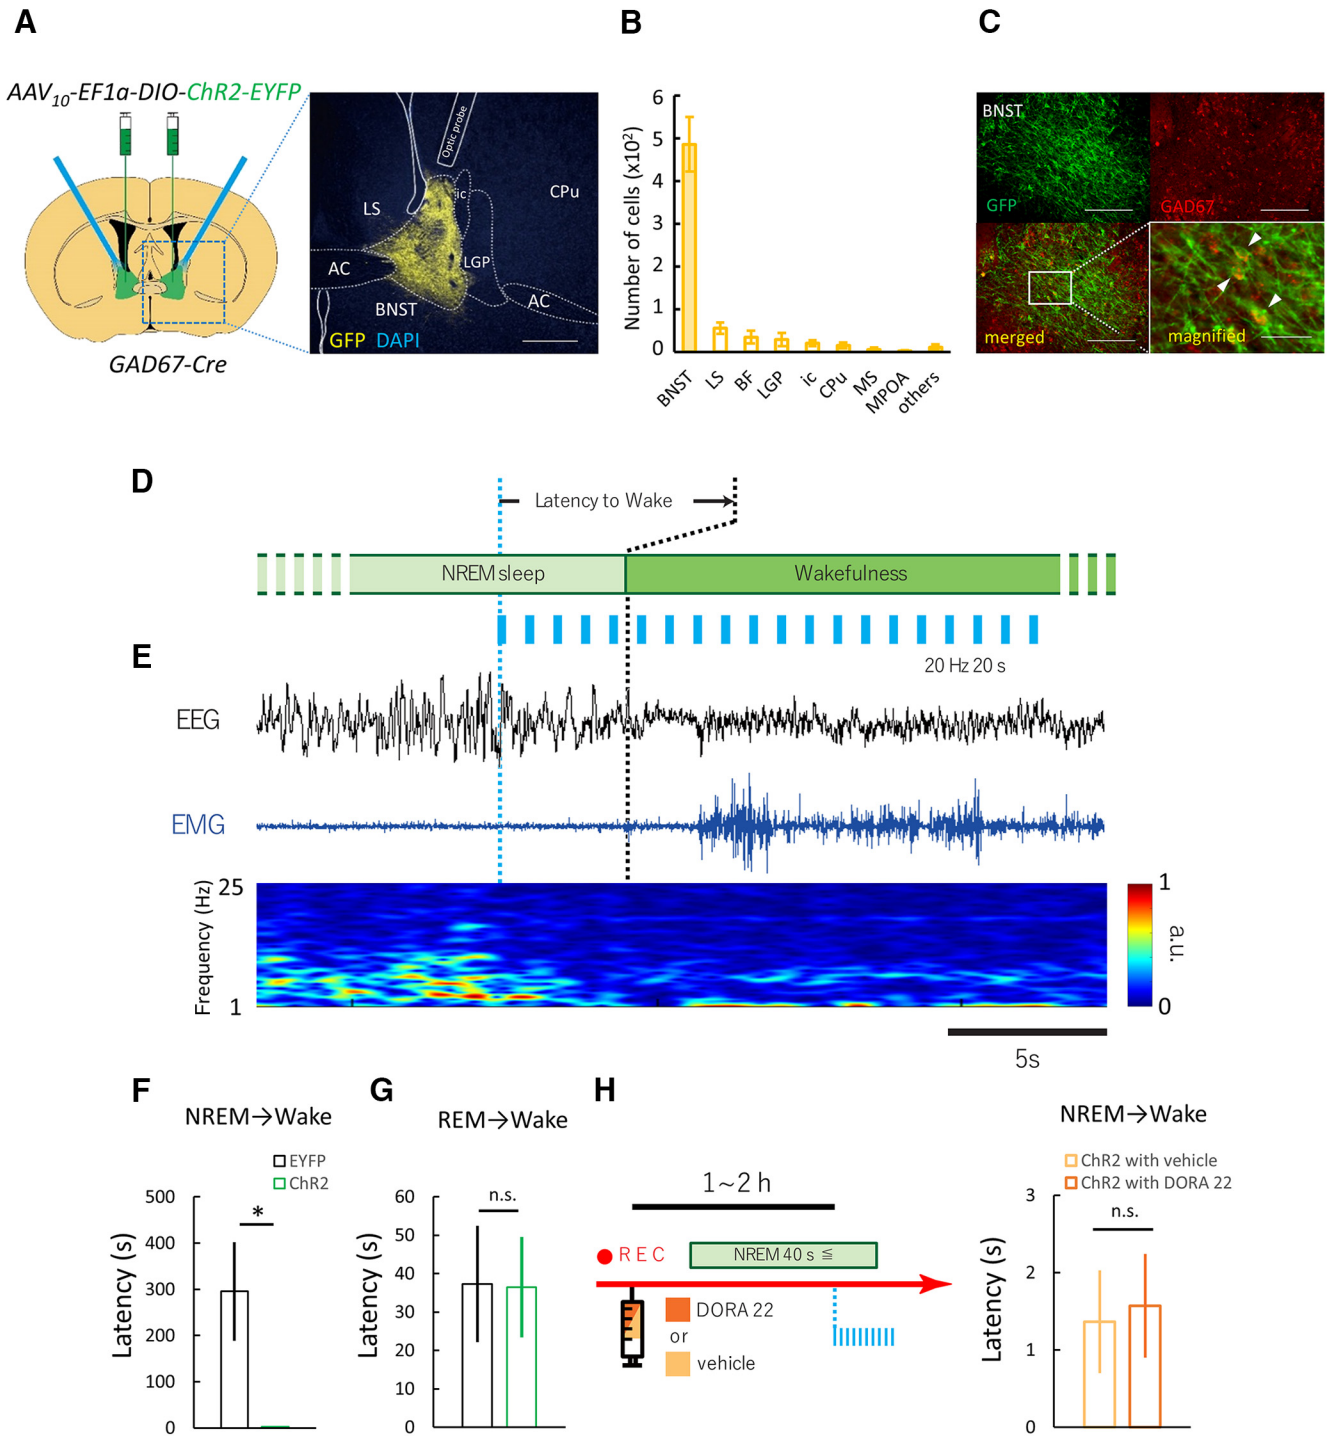 A
AAV10-EF1a-DIO-ChR2-EYFP
GAD67-Cre
Optic probe
LS
ic
CPu
LGP
AC
AC
BNST
GFP DAPI
B
Number of cells (x10²)
6
5
4
3
2
1
0
BNST
LS
BF
LGP
ic
CPu
MS
MPOA
others
C
BNST
GFP
GAD67
merged
magnified
D
Latency to Wake
NREM sleep
Wakefulness
20 Hz 20 s
E
EEG
EMG
Frequency (Hz)
25
1
1
0
a.u.
5s
F
NREM→Wake
EYFP
ChR2
Latency (s)
500
400
300
200
100
0
*
G
REM→Wake
Latency (s)
60
50
40
30
20
10
0
n.s.
H
1~2 h
REC
NREM 40 s ≦
DORA 22
or
vehicle
NREM→Wake
ChR2 with vehicle
ChR2 with DORA 22
Latency (s)
3
2
1
0
n.s.